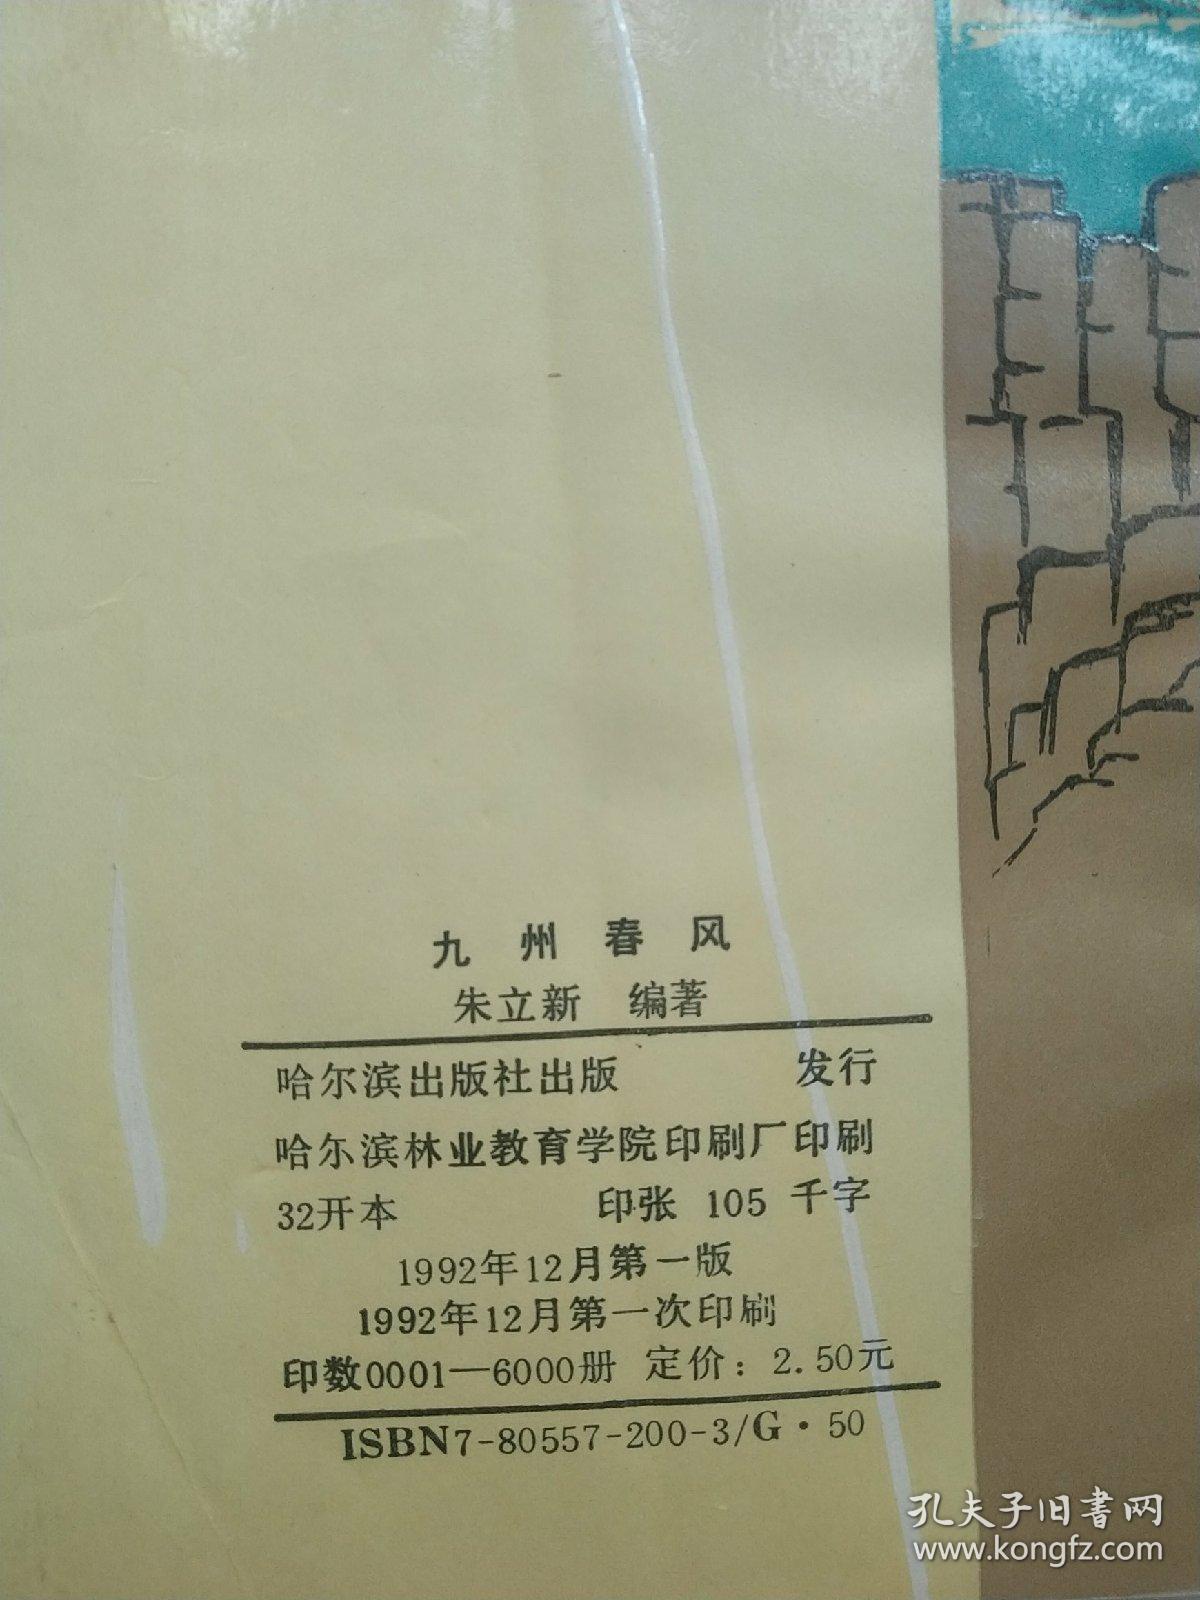 九州春风
朱立新 编著
哈尔滨出版社出版 发行
哈尔滨林业教育学院印刷厂印刷
32开本 印张 105 千字
1992年12月第一版
1992年12月第一次印刷
印数0001—6000册 定价：2.50元
ISBN7-80557-200-3/G·50
孔夫子旧书网
www.kongfz.com